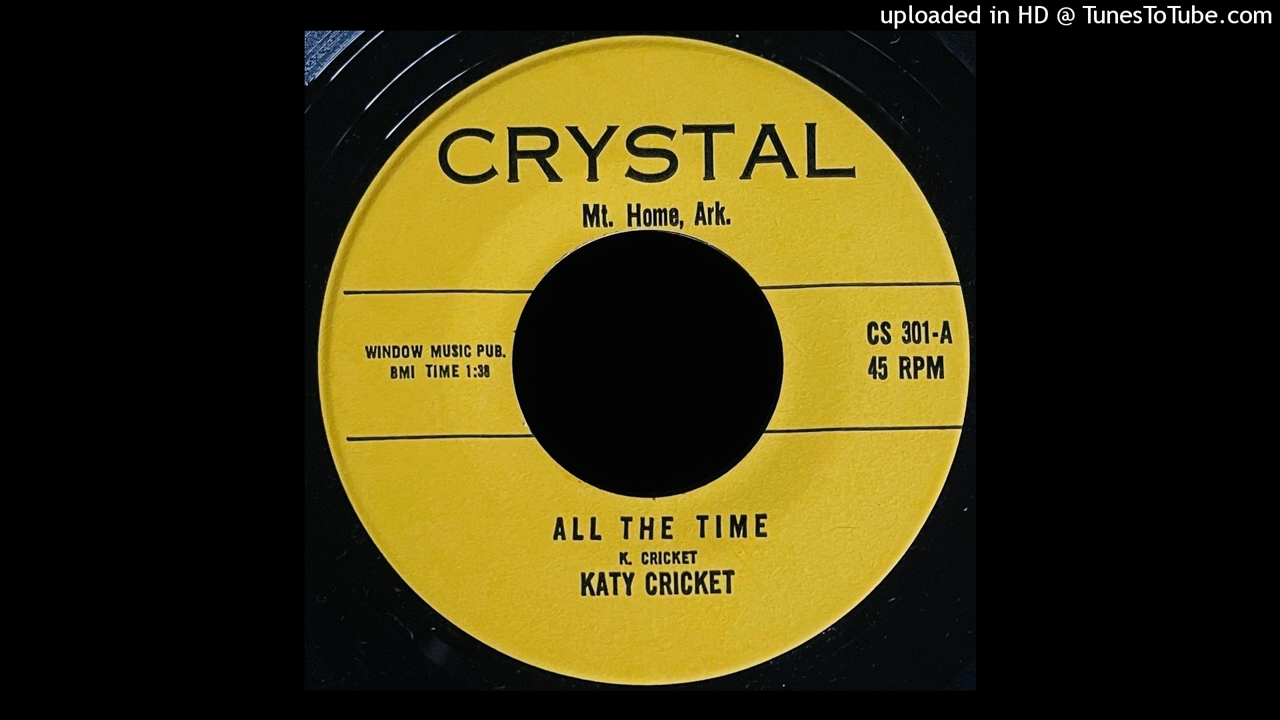 uploaded in HD @ TunesToTube.com
CRYSTAL
Mt. Home, Ark.
WINDOW MUSIC PUB.
BMI TIME 1:38
CS 301-A
45 RPM
ALL THE TIME
K. CRICKET
KATY CRICKET